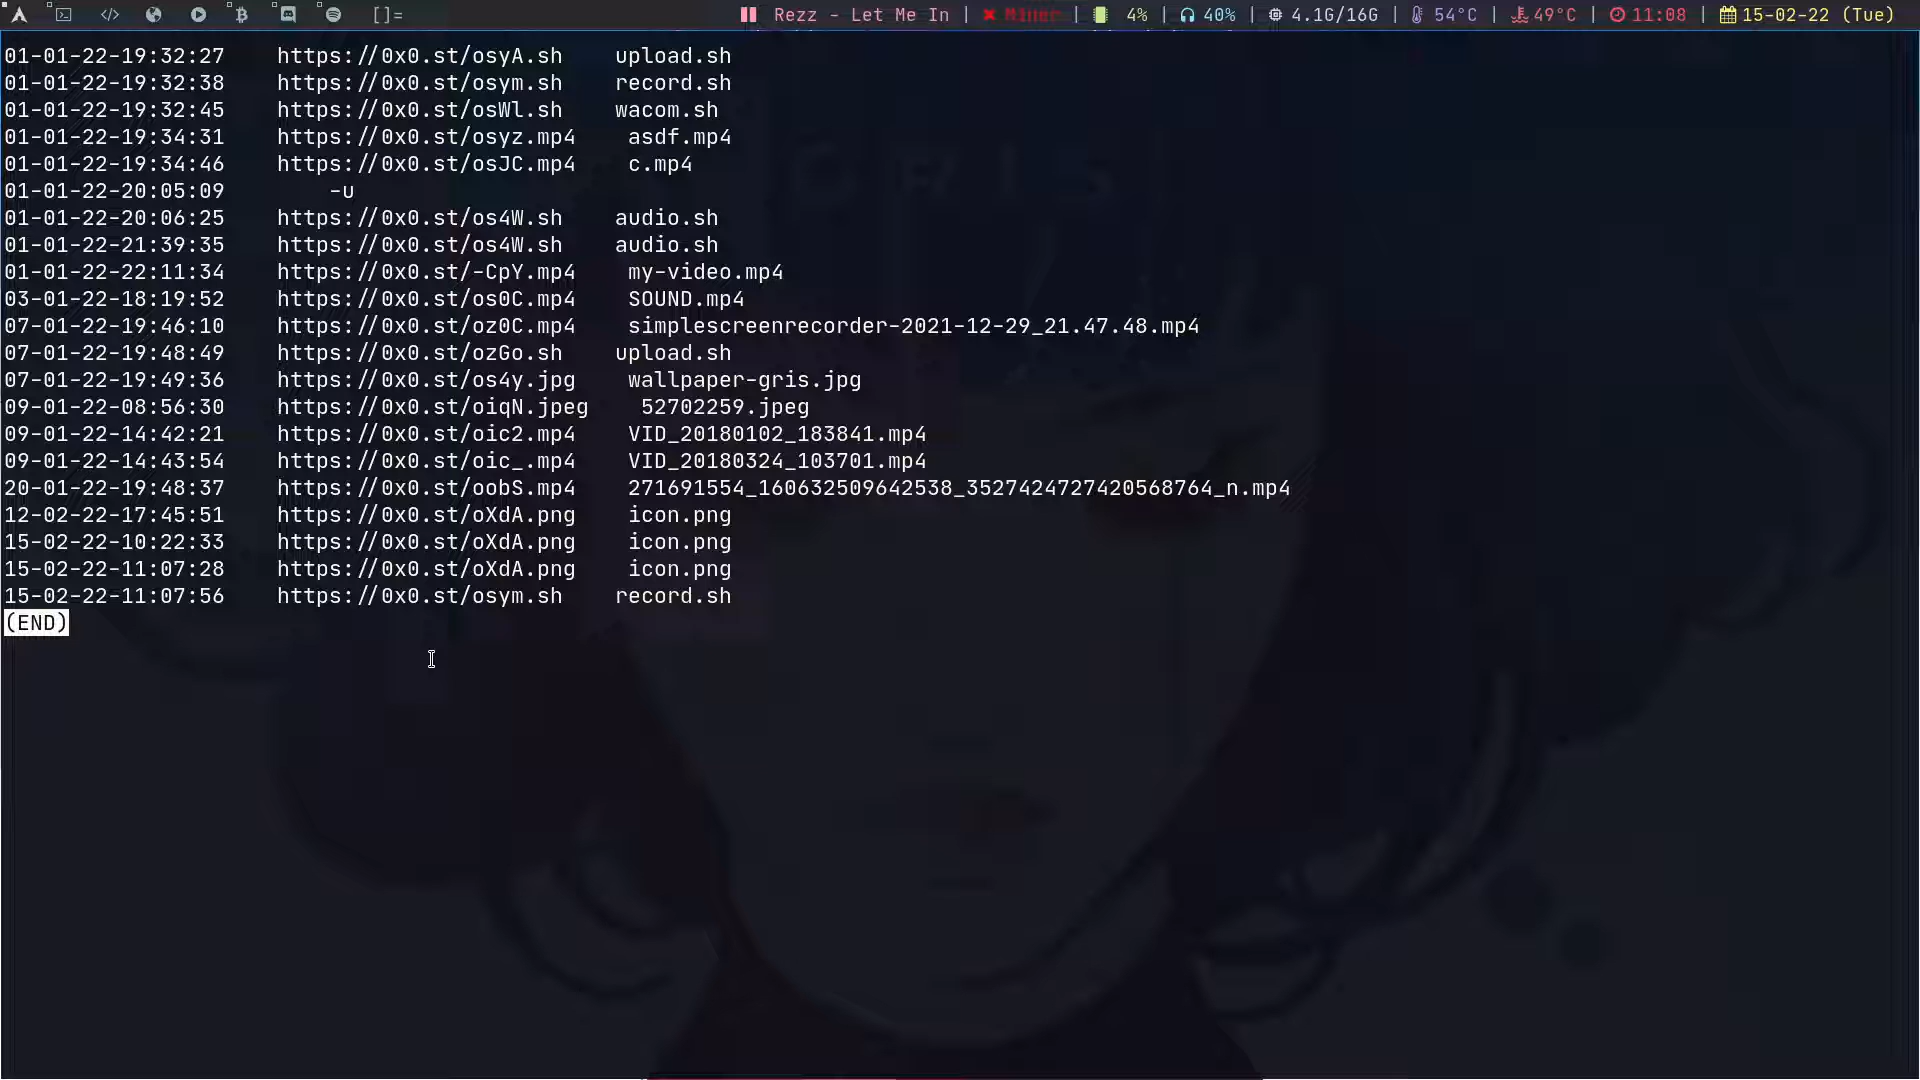 []= Rezz - Let Me In | Miner | 4% | 40% | 4.1G/16G | 54°C | 49°C | 11:08 | 15-02-22 (Tue)
01-01-22-19:32:27 https://0x0.st/osyA.sh upload.sh
01-01-22-19:32:38 https://0x0.st/osym.sh record.sh
01-01-22-19:32:45 https://0x0.st/osWl.sh wacom.sh
01-01-22-19:34:31 https://0x0.st/osyz.mp4 asdf.mp4
01-01-22-19:34:46 https://0x0.st/osJC.mp4 c.mp4
01-01-22-20:05:09 -u
01-01-22-20:06:25 https://0x0.st/os4W.sh audio.sh
01-01-22-21:39:35 https://0x0.st/os4W.sh audio.sh
01-01-22-22:11:34 https://0x0.st/-CpY.mp4 my-video.mp4
03-01-22-18:19:52 https://0x0.st/os0C.mp4 SOUND.mp4
07-01-22-19:46:10 https://0x0.st/oz0C.mp4 simplescreenrecorder-2021-12-29_21.47.48.mp4
07-01-22-19:48:49 https://0x0.st/ozGo.sh upload.sh
07-01-22-19:49:36 https://0x0.st/os4y.jpg wallpaper-gris.jpg
09-01-22-08:56:30 https://0x0.st/oiqN.jpeg 52702259.jpeg
09-01-22-14:42:21 https://0x0.st/oic2.mp4 VID_20180102_183841.mp4
09-01-22-14:43:54 https://0x0.st/oic_.mp4 VID_20180324_103701.mp4
20-01-22-19:48:37 https://0x0.st/oobS.mp4 271691554_160632509642538_3527424727420568764_n.mp4
12-02-22-17:45:51 https://0x0.st/oXdA.png icon.png
15-02-22-10:22:33 https://0x0.st/oXdA.png icon.png
15-02-22-11:07:28 https://0x0.st/oXdA.png icon.png
15-02-22-11:07:56 https://0x0.st/osym.sh record.sh
(END)
GRIS